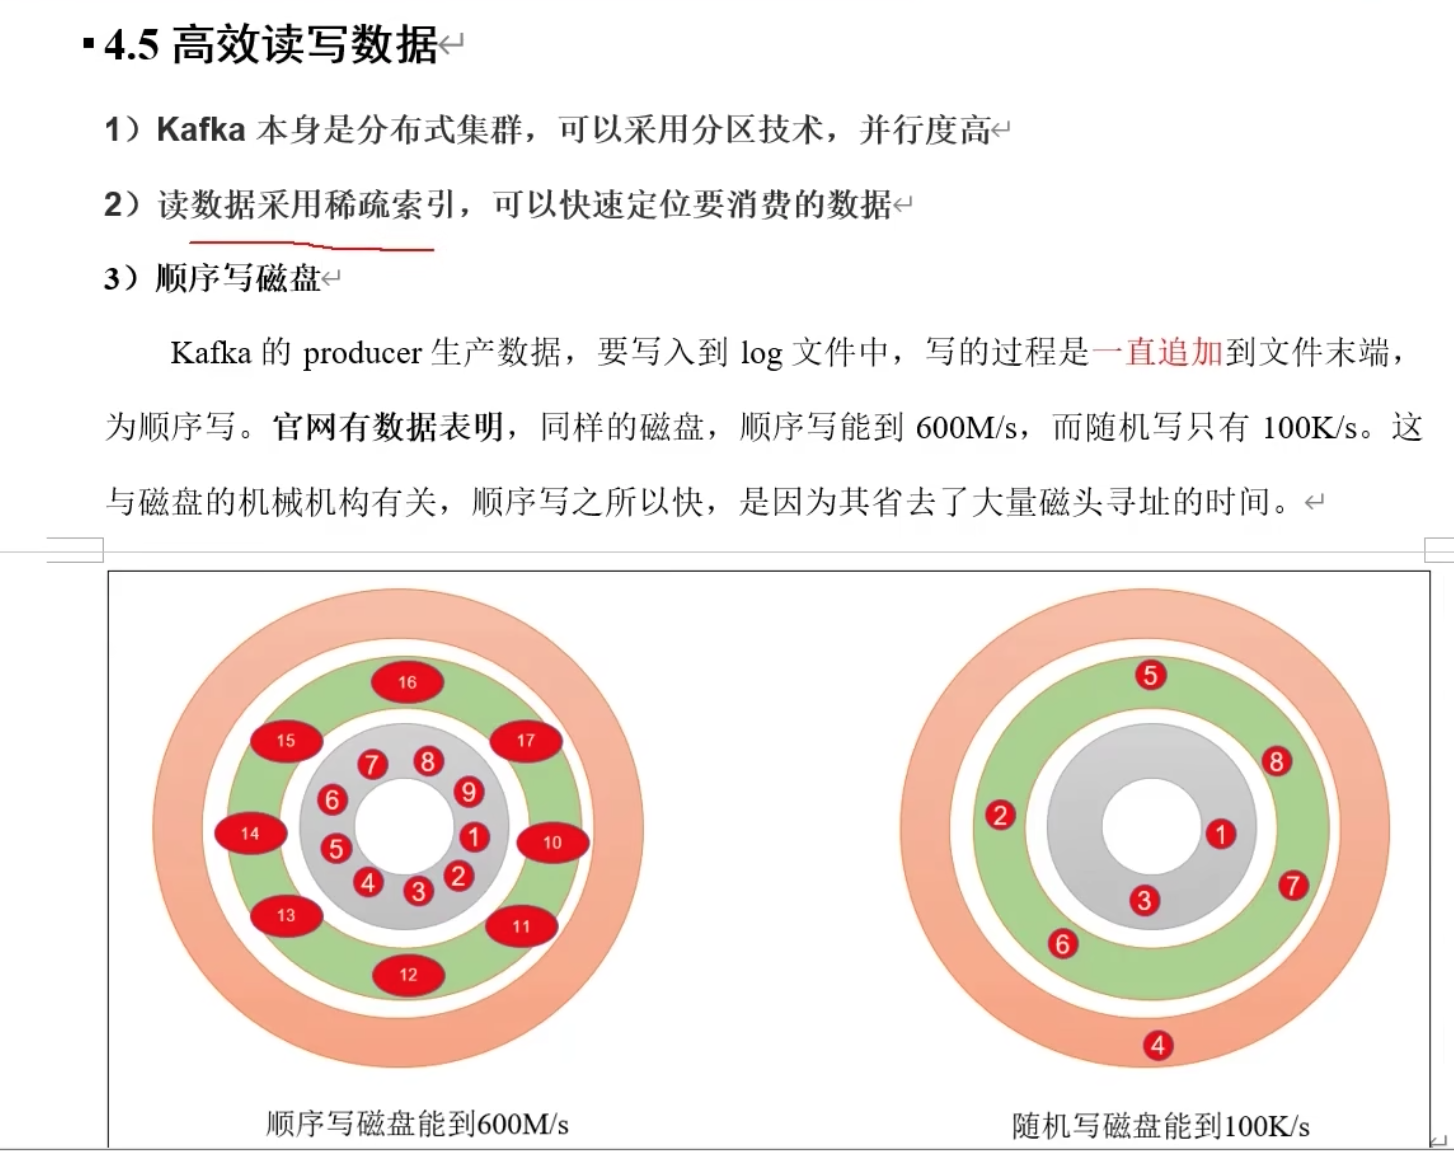 4.5 高效读写数据
1）Kafka 本身是分布式集群，可以采用分区技术，并行度高
2）读数据采用稀疏索引，可以快速定位要消费的数据
3）顺序写磁盘
Kafka 的 producer 生产数据，要写入到 log 文件中，写的过程是一直追加到文件末端，
为顺序写。官网有数据表明，同样的磁盘，顺序写能到 600M/s，而随机写只有 100K/s。这
与磁盘的机械机构有关，顺序写之所以快，是因为其省去了大量磁头寻址的时间。
16
15
17
7
8
6
9
14
5
1
10
4
3
2
13
11
12
顺序写磁盘能到600M/s
5
8
2
1
7
3
6
4
随机写磁盘能到100K/s